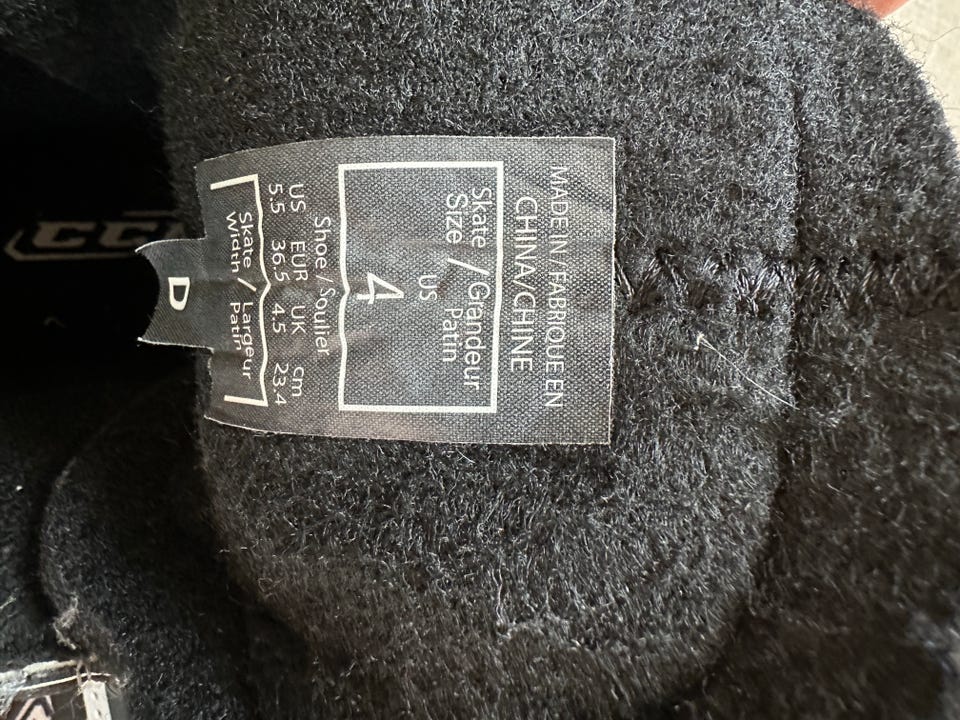 MADE IN/FABRIQUE EN
CHINA/CHINE
Skate /Grandeur
Size / Patin
US
4
Shoe/Soulier
US EUR UK cm
5.5 36.5 4.5 23.4
Skate / Largeur
Width / Patin
D